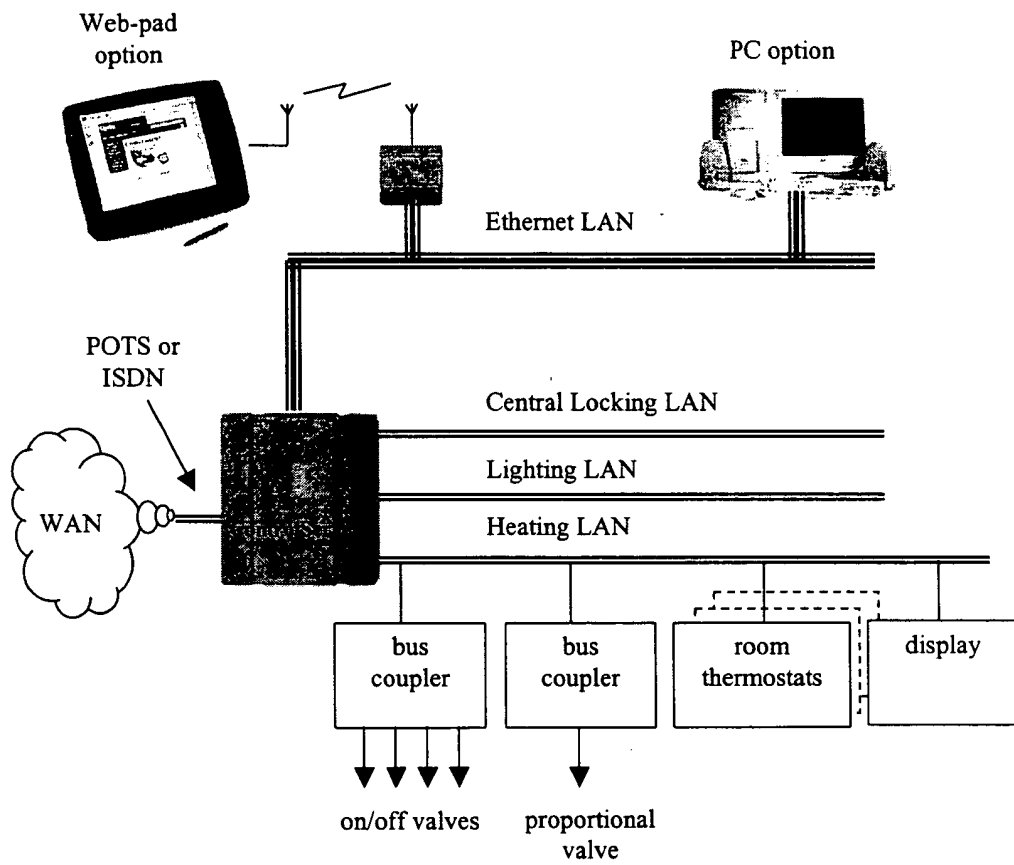 Web-pad
option
PC option
Ethernet LAN
POTS or
ISDN
Central Locking LAN
Lighting LAN
WAN
Heating LAN
bus
coupler
bus
coupler
room
thermostats
display
on/off valves
proportional
valve